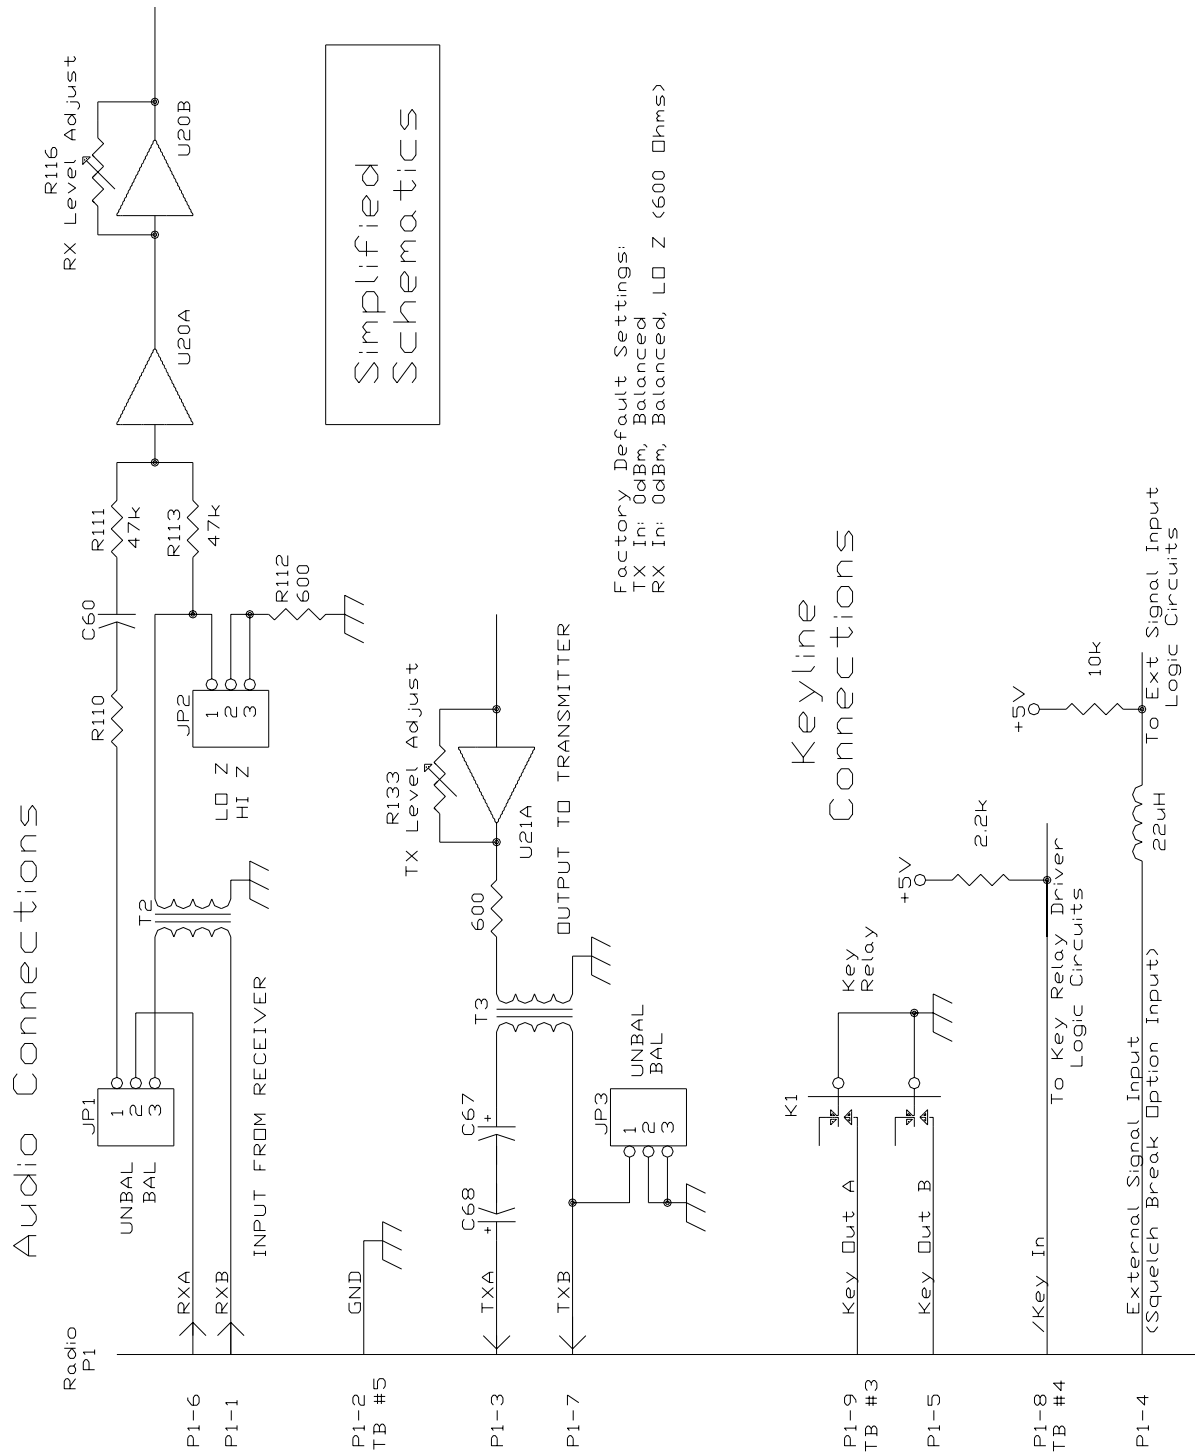 Audio Connections
Radio
P1
P1-6
RXA
P1-1
RXB
INPUT FROM RECEIVER
JP1
1
2
3
UNBAL
BAL
T2
R110
C60
R111
47k
R113
47k
JP2
1
2
3
LO Z
HI Z
R112
600
U20A
R116
RX Level Adjust
U20B
P1-2
TB #5
GND
Simplified
Schematics
P1-3
TXA
P1-7
TXB
C68
+
C67
+
T3
600
R133
TX Level Adjust
U21A
OUTPUT TO TRANSMITTER
JP3
1
2
3
UNBAL
BAL
Factory Default Settings:
TX In: 0dBm, Balanced
RX In: 0dBm, Balanced, LO Z (600 Ohms)
Keyline
Connections
P1-9
TB #3
Key Out A
P1-5
Key Out B
K1
Key
Relay
P1-8
TB #4
/Key In
+5V
2.2k
To Key Relay Driver
Logic Circuits
P1-4
External Signal Input
(Squelch Break Option Input)
22uH
+5V
10k
To Ext Signal Input
Logic Circuits